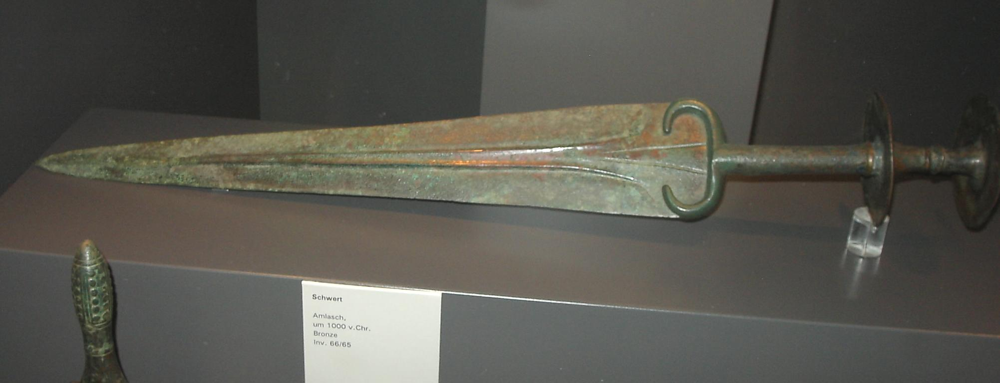 Schwert
Amlasch,
um 1000 v.Chr.
Bronze
Inv. 66/65